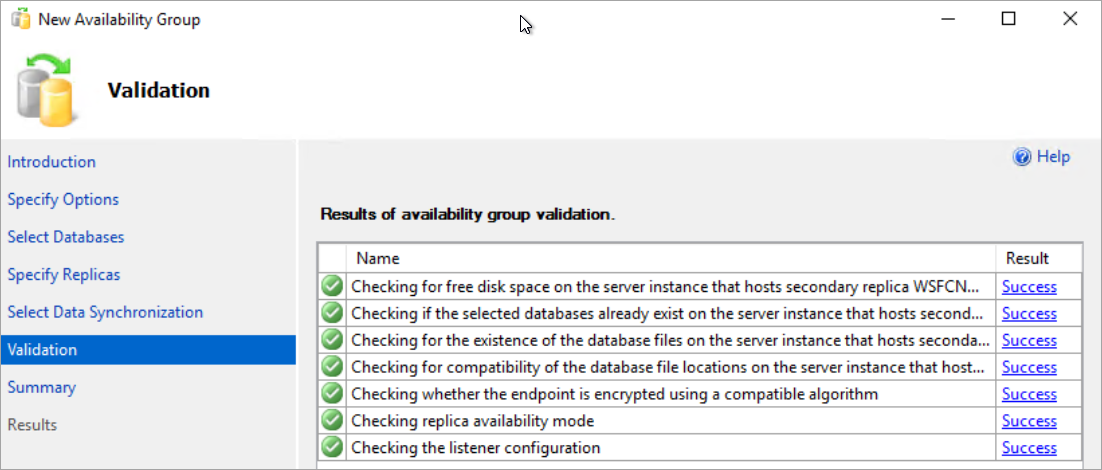 New Availability Group
Validation
Introduction
Specify Options
Select Databases
Specify Replicas
Select Data Synchronization
Validation
Summary
Results
Help
Results of availability group validation.
Name Result
Checking for free disk space on the server instance that hosts secondary replica WSFCN... Success
Checking if the selected databases already exist on the server instance that hosts second... Success
Checking for the existence of the database files on the server instance that hosts seconda... Success
Checking for compatibility of the database file locations on the server instance that host... Success
Checking whether the endpoint is encrypted using a compatible algorithm Success
Checking replica availability mode Success
Checking the listener configuration Success